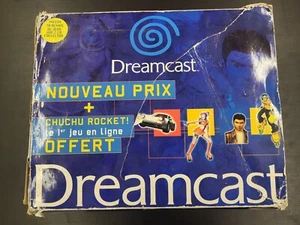 Dreamcast
NOUVEAU PRIX
+
CHUCHU ROCKET!
le 1er jeu en ligne
OFFERT
Dreamcast